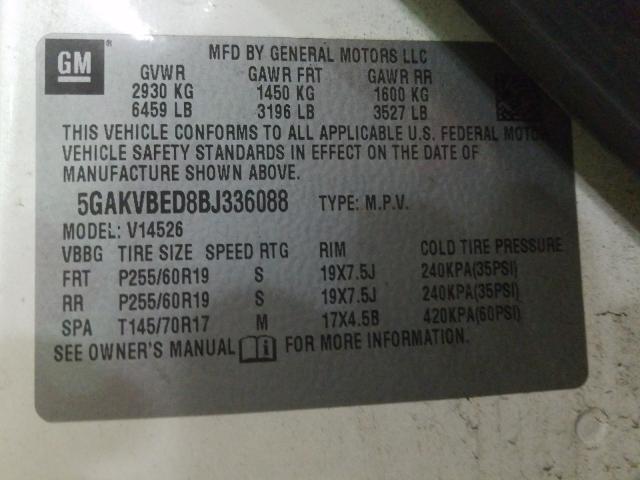 GM
MFD BY GENERAL MOTORS LLC
GVWR GAWR FRT GAWR RR
2930 KG 1450 KG 1600 KG
6459 LB 3196 LB 3527 LB
THIS VEHICLE CONFORMS TO ALL APPLICABLE U.S. FEDERAL MOTO
VEHICLE SAFETY STANDARDS IN EFFECT ON THE DATE OF
MANUFACTURE SHOWN ABOVE.
5GAKVBED8BJ336088 TYPE: M.P.V.
MODEL: V14526
VBBG TIRE SIZE SPEED RTG RIM COLD TIRE PRESSURE
FRT P255/60R19 S 19X7.5J 240KPA(35PSI)
RR P255/60R19 S 19X7.5J 240KPA(35PSI)
SPA T145/70R17 M 17X4.5B 420KPA(60PSI)
SEE OWNER'S MANUAL FOR MORE INFORMATION.